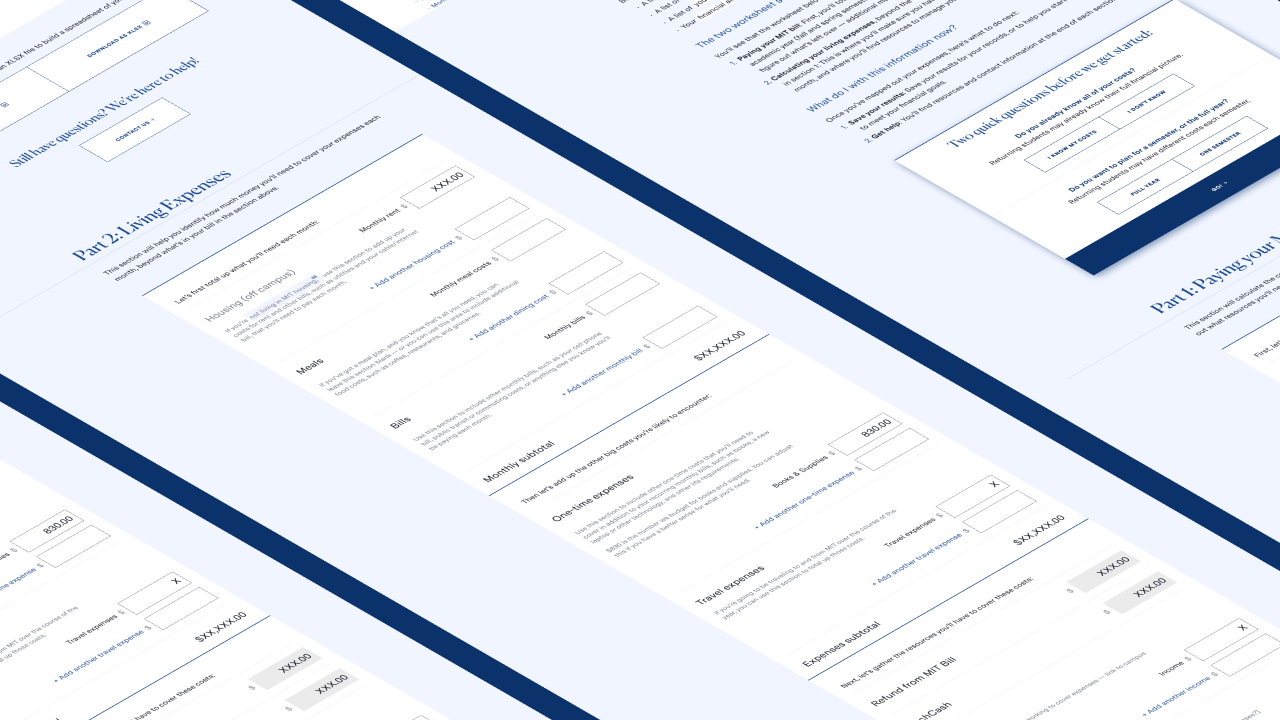 XLSX file to build a spreadsheet of
DOWNLOAD AS XLSX
Still have questions? We're here to help!
CONTACT US
Part 2: Living Expenses
This section will help you identify how much money you'll need to cover your expenses each
month, beyond what's in your bill in the section above.
Let's first total up what you'll need each month:
Housing (off campus)
If you're not living in MIT housing, use this section to add up your
costs for rent and other bills, such as utilities and your cable/internet
bill, that you'll need to pay each month.
Monthly rent
$
XXX.00
+ Add another housing cost
$
Meals
If you've got a meal plan, and you know that's all you need, you can
leave this section blank — or you can use this area to include additional
food costs, such as coffee, restaurants, and groceries.
Monthly meal costs
$
+ Add another dining cost
$
Bills
Use this section to include other monthly bills, such as your cell phone
bill, public transit or commuting costs, or anything else you know you'll
be paying each month.
Monthly bills
$
+ Add another monthly bill
$
Monthly subtotal
$XX,XXX.00
Then let's add up the other big costs you're likely to encounter:
One-time expenses
Use this section to include other one-time costs that you'll need to
cover in addition to your recurring monthly bills, such as books, a new
laptop or other technology, and other life requirements.
$830 is the number we budget for books and supplies. You can adjust
this if you have a better sense for what you'll need.
Books & Supplies
$
830.00
+ Add another one-time expense
$
Travel expenses
If you're going to be traveling to and from MIT over the course of the
year, you can use this section to total up those costs.
Travel expenses
$
X
+ Add another travel expense
$
Expenses subtotal
$XX,XXX.00
Next, let's gather the resources you'll have to cover these costs:
Refund from MIT Bill
$
XXX.00
$
XXX.00
Income
$
X
+ Add another income
$
working to cover expenses — link to campus
The two worksheet
You'll see that the worksheet below
1. Paying your MIT bill: First, you'll
academic year (fall and spring semes
figure out what's left over
2. Calculating your living expenses, beyond the
in section 1: This is where you'll make sure you have
month, and where you'll find resources to manage your
What do I with this information now?
Once you've mapped out your expenses, here's what to do next:
1. Save your results: Save your results for your records, or to help you start
to meet your financial goals.
2. Get help: You'll find resources and contact information at the end of each section
Two quick questions before we get started:
Do you already know all of your costs?
Returning students may already know their full financial picture.
I KNOW MY COSTS
I DON'T KNOW
Do you want to plan for a semester, or the full year?
Returning students may have different costs each semester.
FULL YEAR
ONE SEMESTER
GO!
Part 1: Paying your
This section will calculate the
out what resources you'll
First, let's
$
830.00
$
Travel expenses
$
X
+ Add another travel expense
$
$XX,XXX.00
have to cover these costs:
$
XXX.00
$
XXX.00